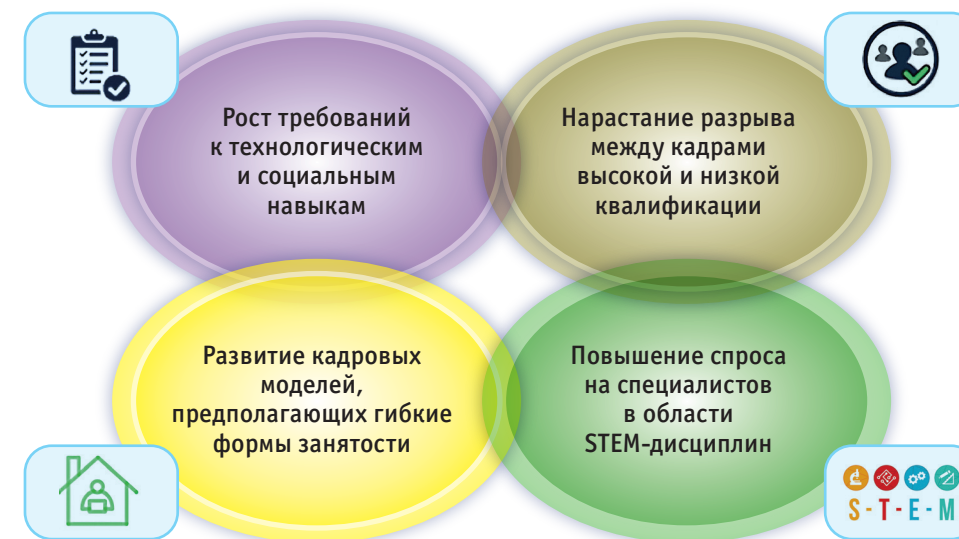 Рост требований
к технологическим
и социальным
навыкам
Нарастание разрыва
между кадрами
высокой и низкой
квалификации
Развитие кадровых
моделей,
предполагающих гибкие
формы занятости
Повышение спроса
на специалистов
в области
STEM-дисциплин
S-T-E-M